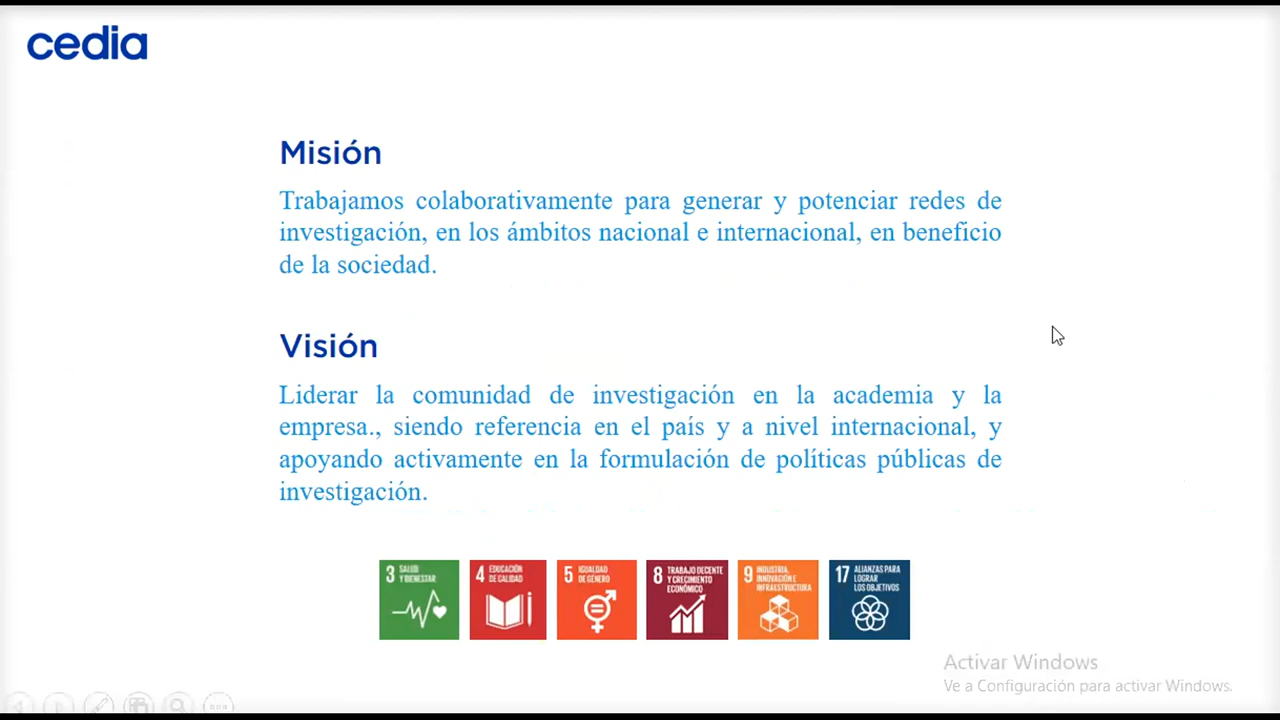 cedia
Misión
Trabajamos colaborativamente para generar y potenciar redes de
investigación, en los ámbitos nacional e internacional, en beneficio
de la sociedad.
Visión
Liderar la comunidad de investigación en la academia y la
empresa., siendo referencia en el país y a nivel internacional, y
apoyando activamente en la formulación de políticas públicas de
investigación.
3 SALUD
Y BIENESTAR
4 EDUCACIÓN
DE CALIDAD
5 IGUALDAD
DE GÉNERO
8 TRABAJO DECENTE
Y CRECIMIENTO
ECONÓMICO
9 INDUSTRIA,
INNOVACIÓN E
INFRAESTRUCTURA
17 ALIANZAS PARA
LOGRAR
LOS OBJETIVOS
Activar Windows
Ve a Configuración para activar Windows.